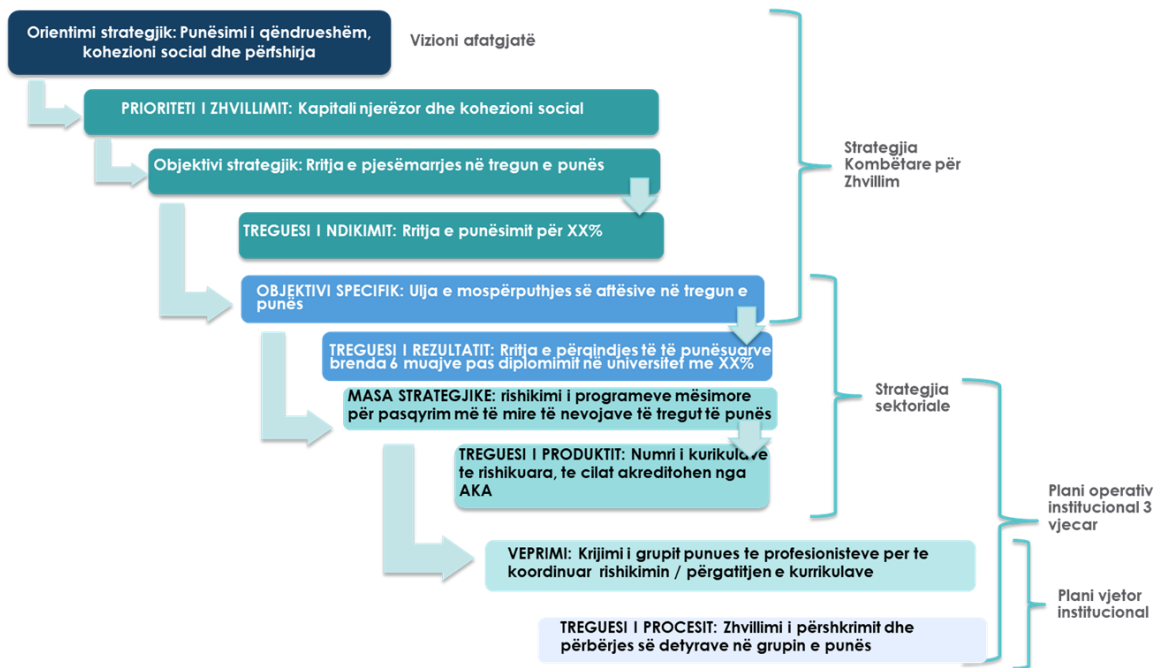 Orientimi strategjik: Punësimi i qëndrueshëm,
kohezioni social dhe përfshirja
Vizioni afatgjatë
PRIORITETI I ZHVILLIMIT: Kapitali njerëzor dhe kohezioni social
Objektivi strategjik: Rritja e pjesëmarrjes në tregun e punës
Strategjia
Kombëtare për
Zhvillim
TREGUESI I NDIKIMIT: Rritja e punësimit për XX%
OBJEKTIVI SPECIFIK: Ulja e mospërputhjes së aftësive në tregun e
punës
TREGUESI I REZULTATIT: Rritja e përqindjes të të punësuarve
brenda 6 muajve pas diplomimit në universitet me XX%
MASA STRATEGJIKE: rishikimi i programeve mësimore
për pasqyrim më të mire të nevojave të tregut të punës
Strategjia
sektoriale
TREGUESI I PRODUKTIT: Numri i kurikulave
te rishikuara, te cilat akreditohen nga
AKA
Plani operativ
institucional 3
vjecar
VEPRIMI: Krijimi i grupit punues te profesionisteve per te
koordinuar rishikimin / përgatitjen e kurrikulave
Plani vjetor
institucional
TREGUESI I PROCESIT: Zhvillimi i përshkrimit dhe
përbërjes së detyrave në grupin e punës